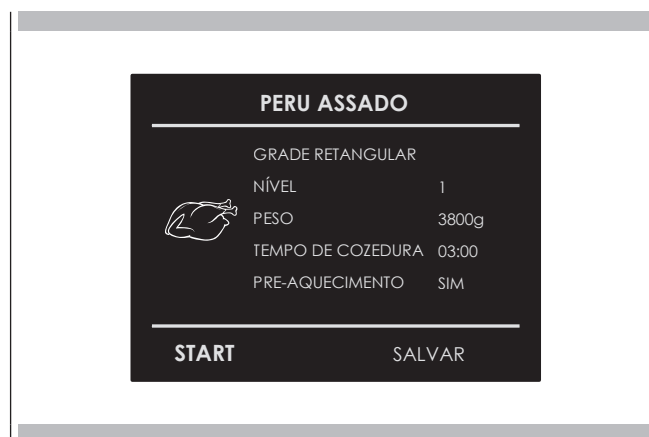 PERU ASSADO
GRADE RETANGULAR
NÍVEL 1
PESO 3800g
TEMPO DE COZEDURA 03:00
PRE-AQUECIMENTO SIM
START SALVAR